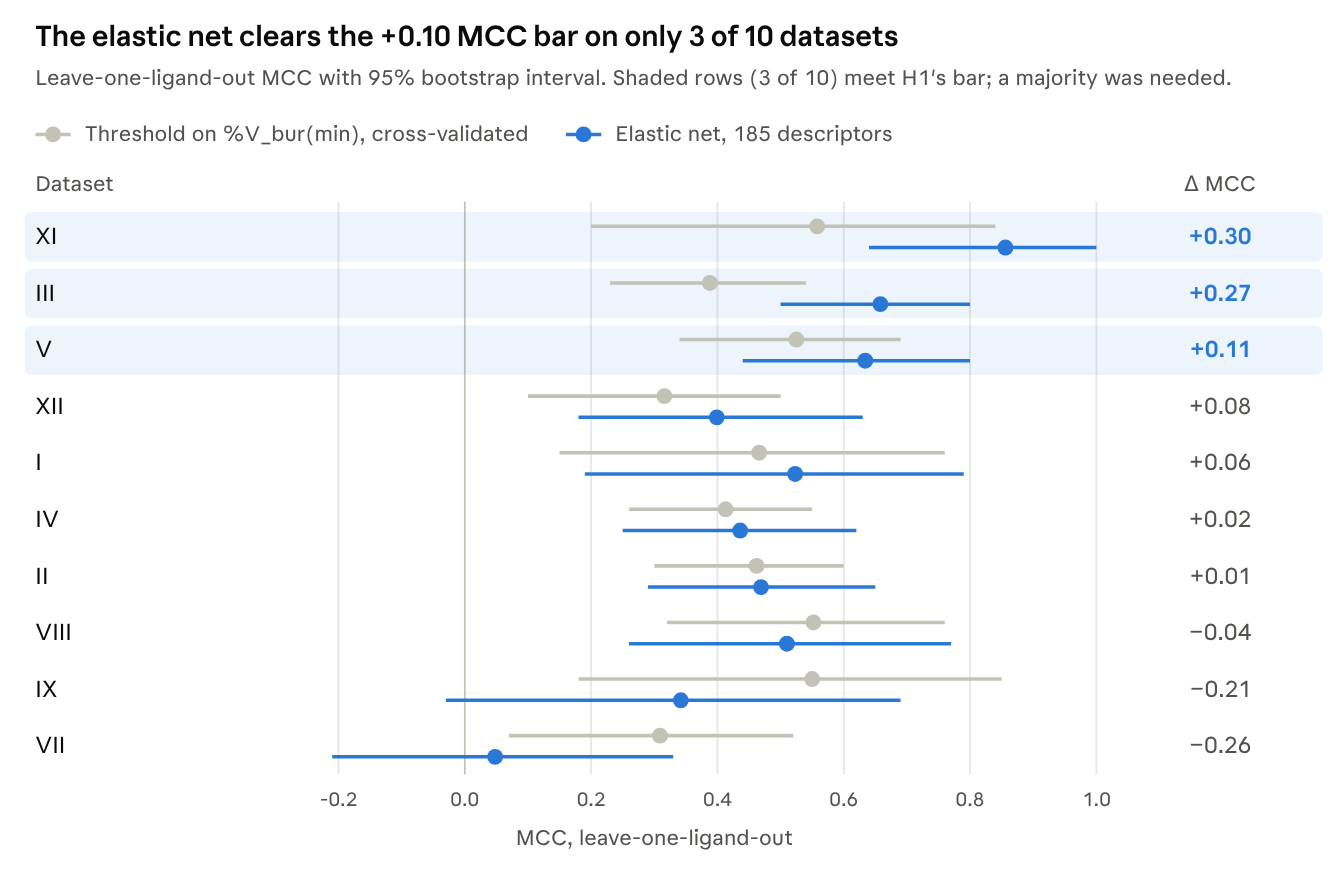 The elastic net clears the +0.10 MCC bar on only 3 of 10 datasets
Leave-one-ligand-out MCC with 95% bootstrap interval. Shaded rows (3 of 10) meet H1's bar; a majority was needed.
Threshold on %V_bur(min), cross-validated    Elastic net, 185 descriptors
Dataset    Δ MCC
XI    +0.30
III    +0.27
V    +0.11
XII    +0.08
I    +0.06
IV    +0.02
II    +0.01
VIII    −0.04
IX    −0.21
VII    −0.26
-0.2    0.0    0.2    0.4    0.6    0.8    1.0
MCC, leave-one-ligand-out